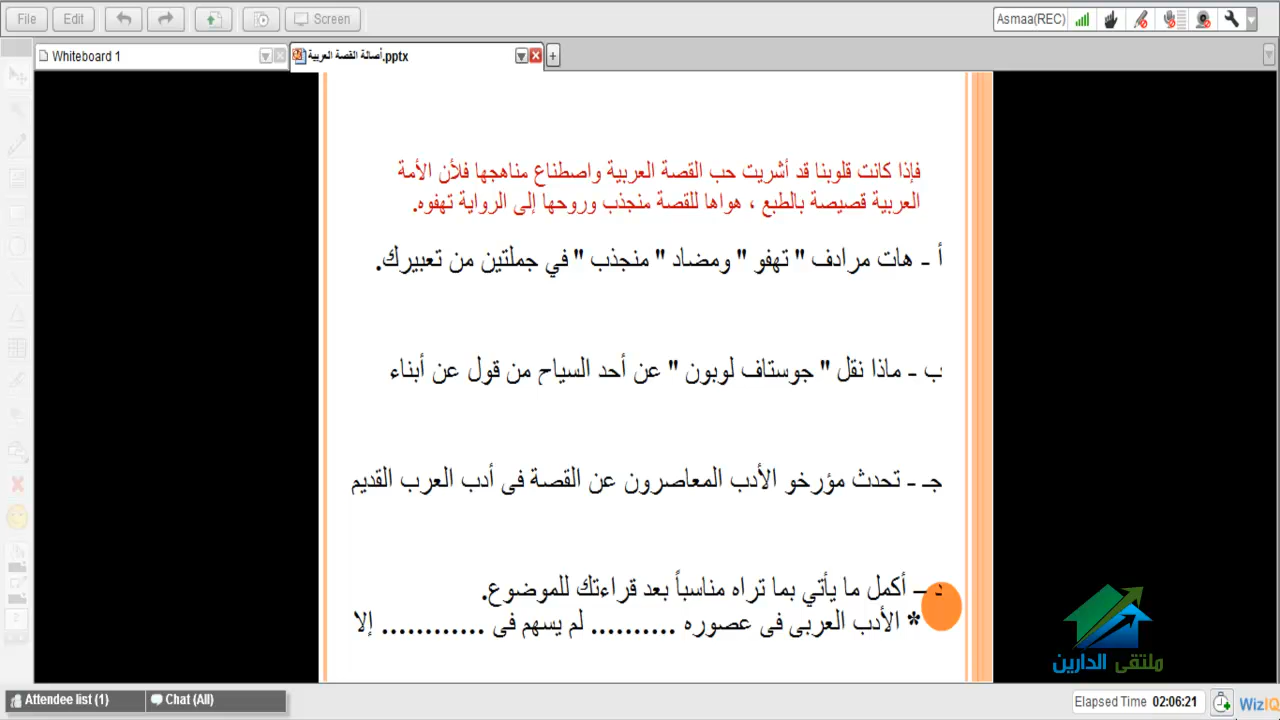 File Edit Screen Asmaa(REC)
Whiteboard 1 أصالة القصة العربية.pptx
فإذا كانت قلوبنا قد أشريت حب القصة العربية واصطناع مناهجها فلأن الأمة
العربية قصيصة بالطبع ، هواها للقصة منجذب وروحها إلى الرواية تهفوه.
أ - هات مرادف " تهفو " ومضاد " منجذب " في جملتين من تعبيرك.
ب - ماذا نقل " جوستاف لوبون " عن أحد السياح من قول عن أبناء
جـ - تحدث مؤرخو الأدب المعاصرون عن القصة فى أدب العرب القديم
د – أكمل ما يأتي بما تراه مناسباً بعد قراءتك للموضوع.
* الأدب العربى فى عصوره .......... لم يسهم فى ............ إلا
ملتقى الدارين
Attendee list (1) Chat (All) Elapsed Time 02:06:21 WizIQ